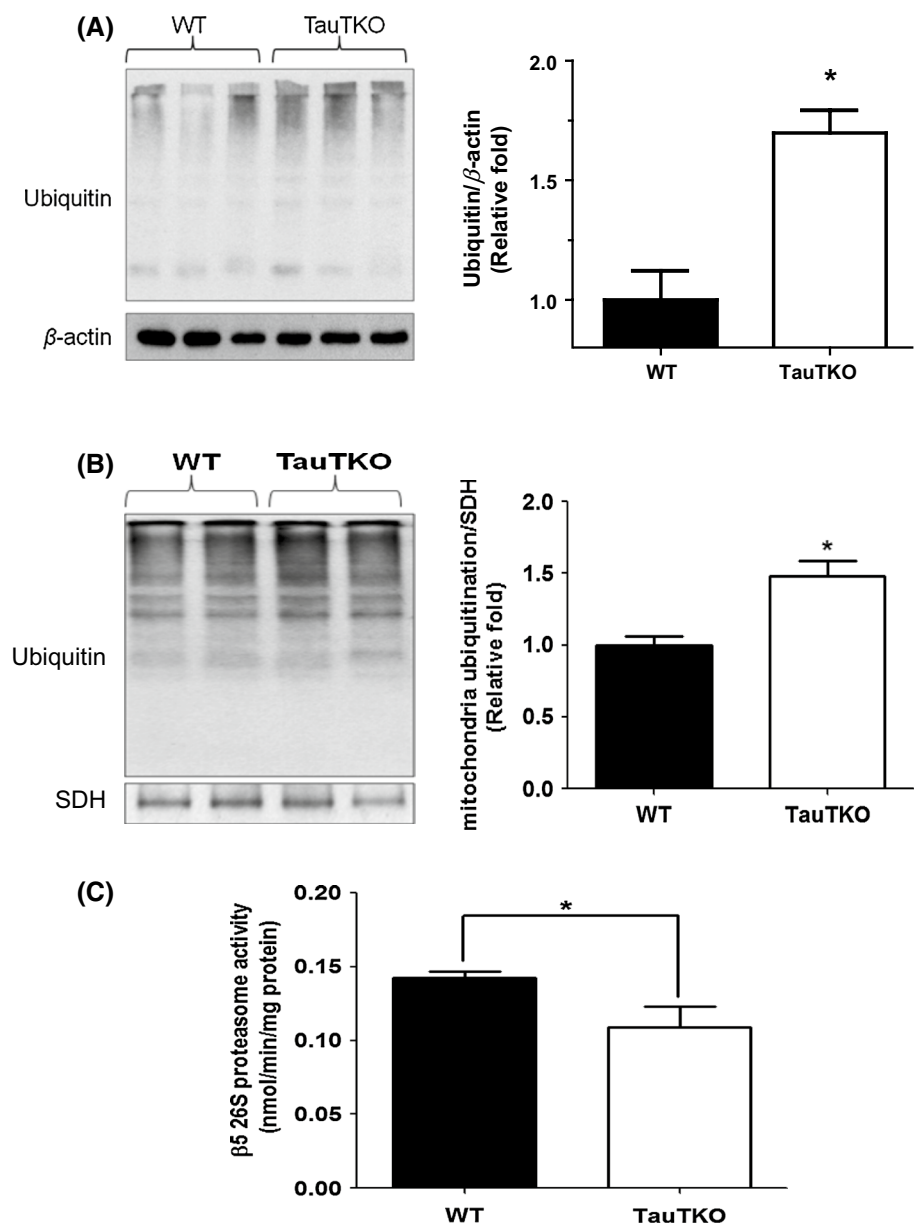 (A)
WT TauTKO
Ubiquitin
β-actin
Ubiquitin/β-actin
(Relative fold)
2.0
1.5
1.0
*
WT TauTKO
(B)
WT TauTKO
Ubiquitin
SDH
mitochondria ubiquitination/SDH
(Relative fold)
2.0
1.5
1.0
0.5
0.0
*
WT TauTKO
(C)
β5 26S proteasome activity
(nmol/min/mg protein)
0.20
0.15
0.10
0.05
0.00
*
WT TauTKO